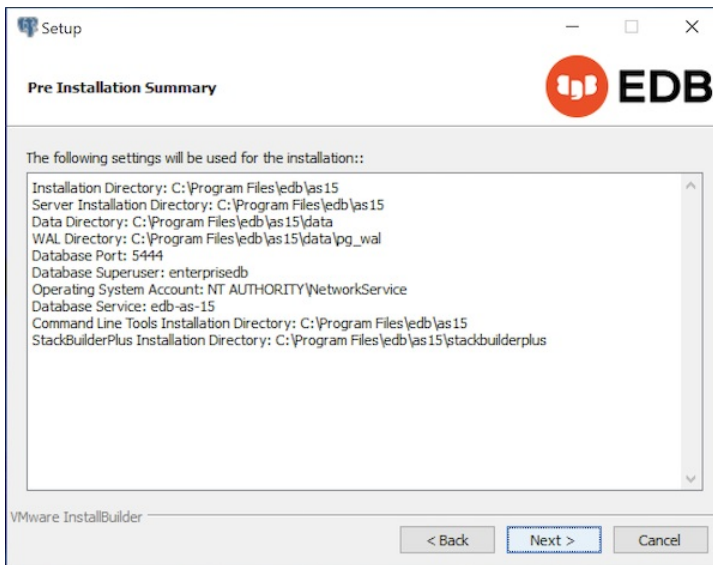 Setup
Pre Installation Summary
EDB
The following settings will be used for the installation::
Installation Directory: C:\Program Files\edb\as15
Server Installation Directory: C:\Program Files\edb\as15
Data Directory: C:\Program Files\edb\as15\data
WAL Directory: C:\Program Files\edb\as15\data\pg_wal
Database Port: 5444
Database Superuser: enterprisedb
Operating System Account: NT AUTHORITY\NetworkService
Database Service: edb-as-15
Command Line Tools Installation Directory: C:\Program Files\edb\as15
StackBuilderPlus Installation Directory: C:\Program Files\edb\as15\stackbuilderplus
VMware InstallBuilder
< Back Next > Cancel